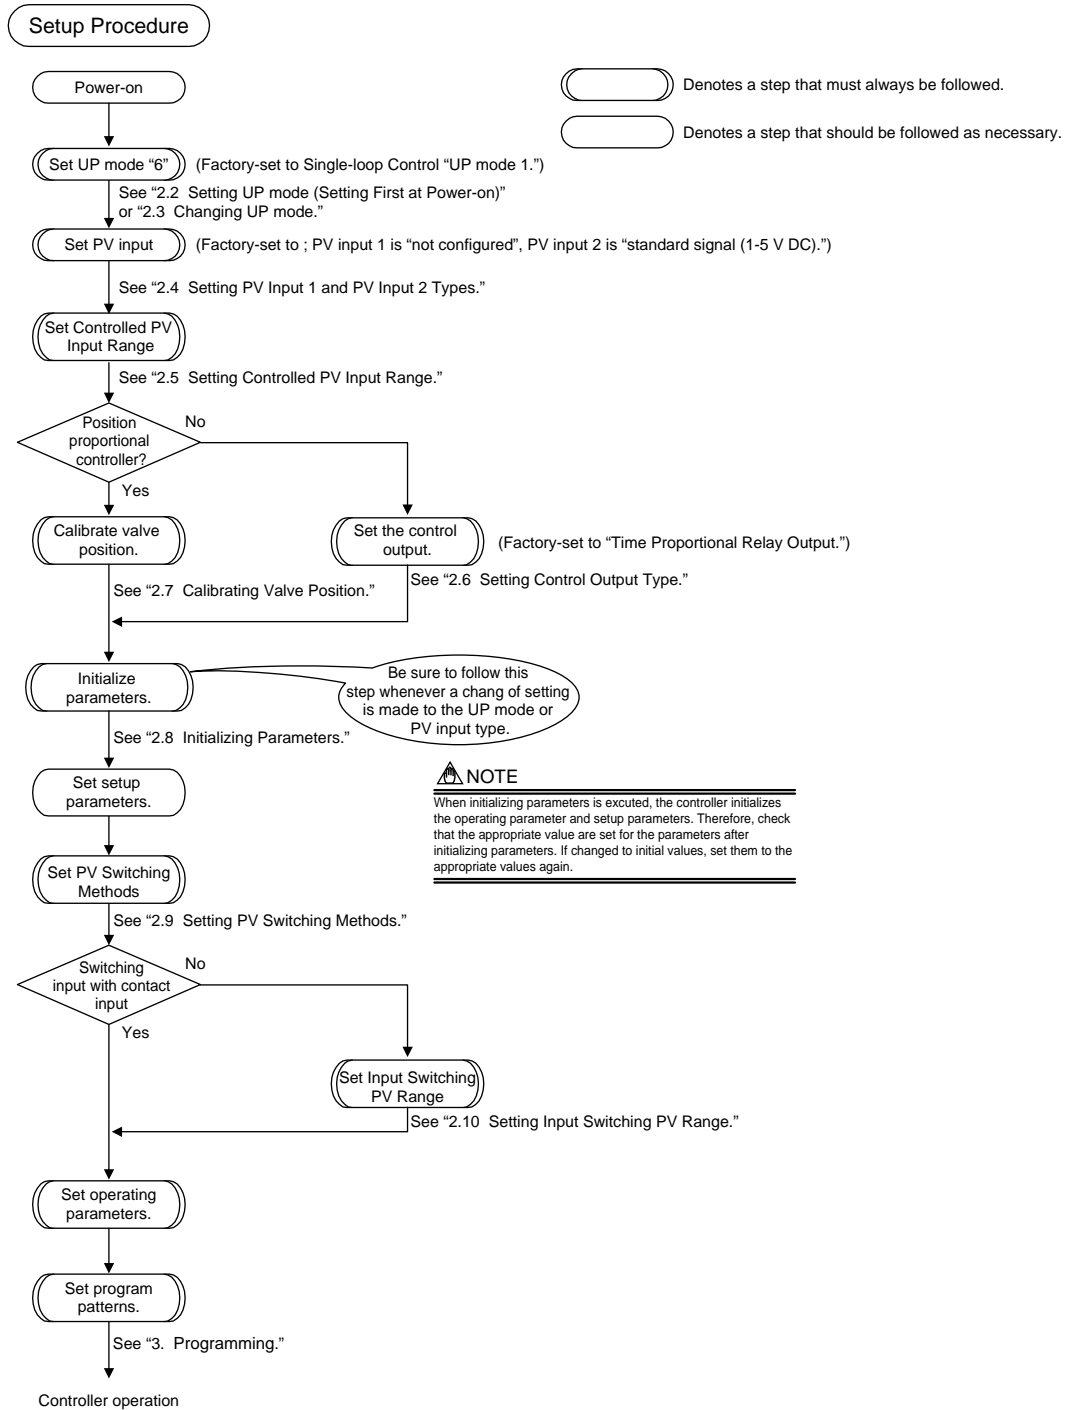 Setup Procedure
Power-on
Denotes a step that must always be followed.
Denotes a step that should be followed as necessary.
Set UP mode “6”
(Factory-set to Single-loop Control “UP mode 1.”)
See “2.2 Setting UP mode (Setting First at Power-on)”
or “2.3 Changing UP mode.”
Set PV input
(Factory-set to ; PV input 1 is “not configured”, PV input 2 is “standard signal (1-5 V DC).”)
See “2.4 Setting PV Input 1 and PV Input 2 Types.”
Set Controlled PV
Input Range
See “2.5 Setting Controlled PV Input Range.”
Position
proportional
controller?
No
Yes
Calibrate valve
position.
Set the control
output.
(Factory-set to “Time Proportional Relay Output.”)
See “2.7 Calibrating Valve Position.”
See “2.6 Setting Control Output Type.”
Initialize
parameters.
Be sure to follow this
step whenever a chang of setting
is made to the UP mode or
PV input type.
See “2.8 Initializing Parameters.”
Set setup
parameters.
NOTE
When initializing parameters is excuted, the controller initializes
the operating parameter and setup parameters. Therefore, check
that the appropriate value are set for the parameters after
initializing parameters. If changed to initial values, set them to the
appropriate values again.
Set PV Switching
Methods
See “2.9 Setting PV Switching Methods.”
Switching
input with contact
input
No
Yes
Set Input Switching
PV Range
See “2.10 Setting Input Switching PV Range.”
Set operating
parameters.
Set program
patterns.
See “3. Programming.”
Controller operation